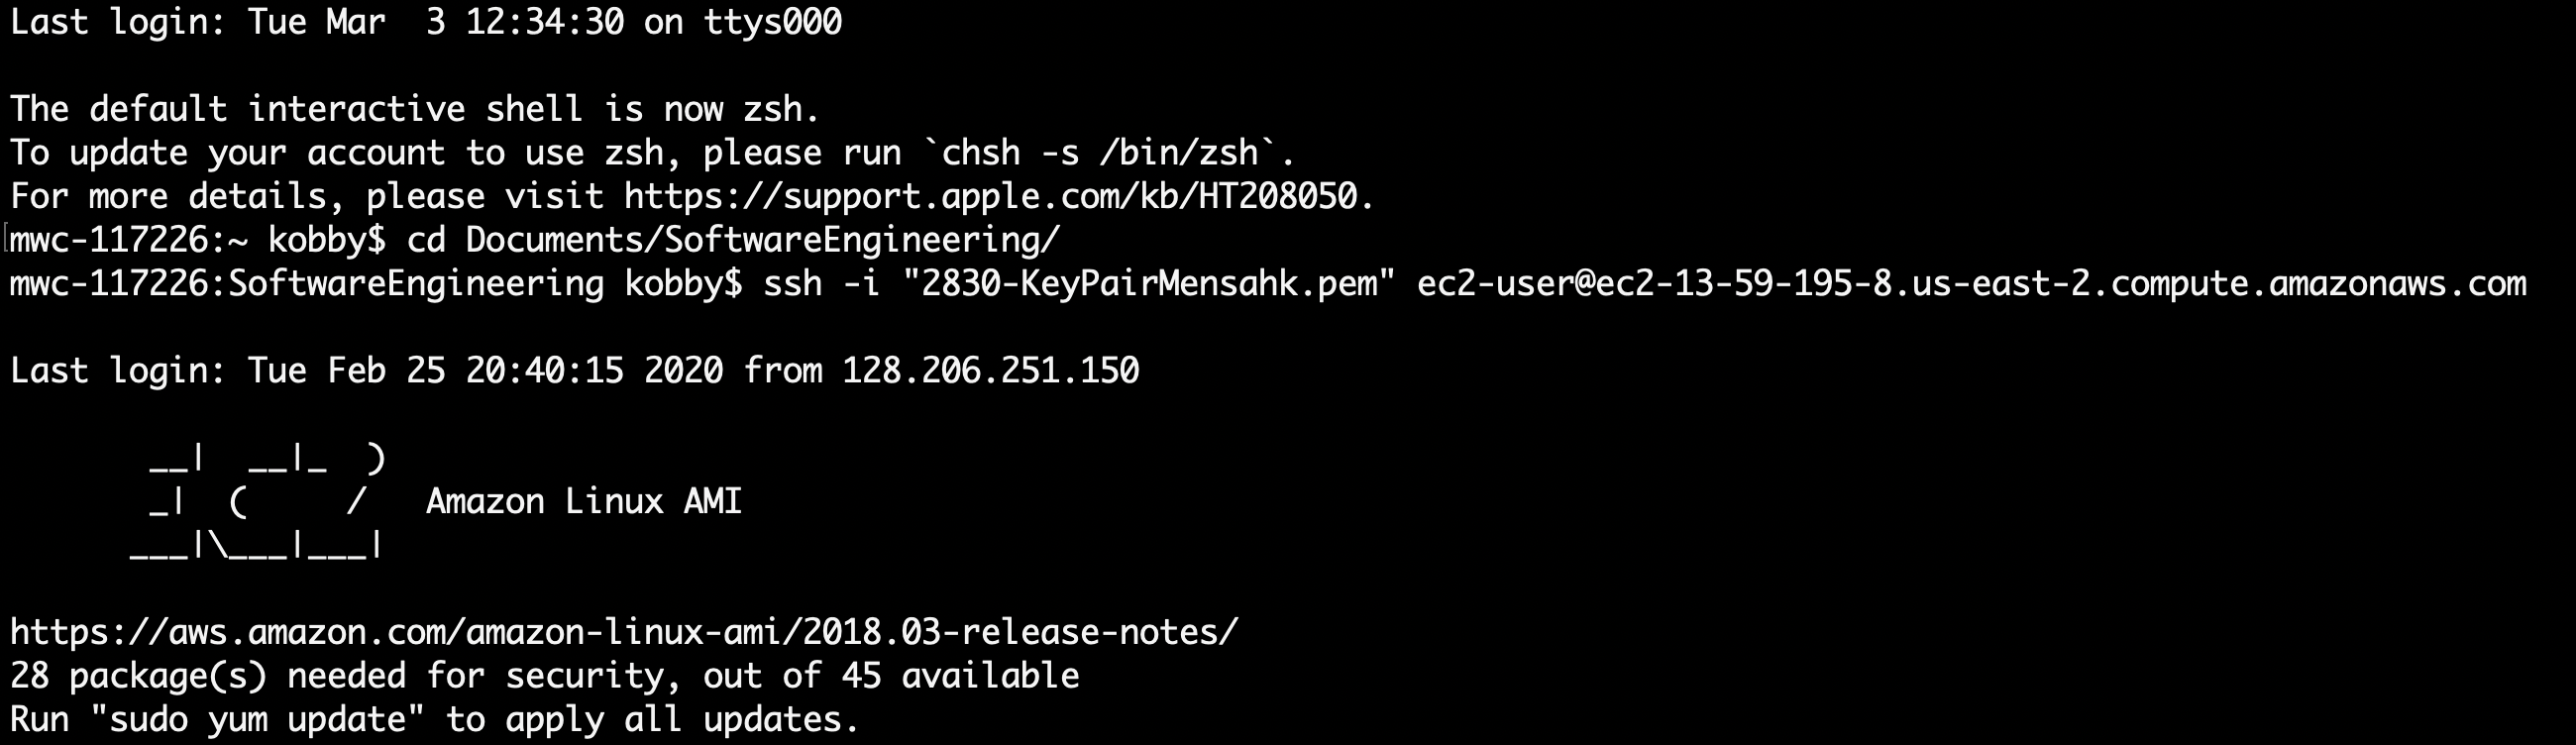 Last login: Tue Mar  3 12:34:30 on ttys000

The default interactive shell is now zsh.
To update your account to use zsh, please run `chsh -s /bin/zsh`.
For more details, please visit https://support.apple.com/kb/HT208050.
[mwc-117226:~ kobby$ cd Documents/SoftwareEngineering/
mwc-117226:SoftwareEngineering kobby$ ssh -i "2830-KeyPairMensahk.pem" ec2-user@ec2-13-59-195-8.us-east-2.compute.amazonaws.com

Last login: Tue Feb 25 20:40:15 2020 from 128.206.251.150

       __|  __|_  )
       _|  (     /   Amazon Linux AMI
      ___|\___|___|

https://aws.amazon.com/amazon-linux-ami/2018.03-release-notes/
28 package(s) needed for security, out of 45 available
Run "sudo yum update" to apply all updates.